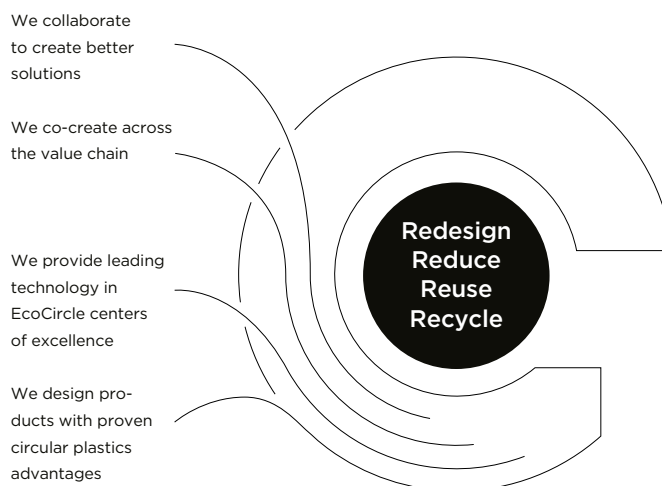 We collaborate
to create better
solutions
We co-create across
the value chain
We provide leading
technology in
EcoCircle centers
of excellence
We design pro-
ducts with proven
circular plastics
advantages
Redesign
Reduce
Reuse
Recycle